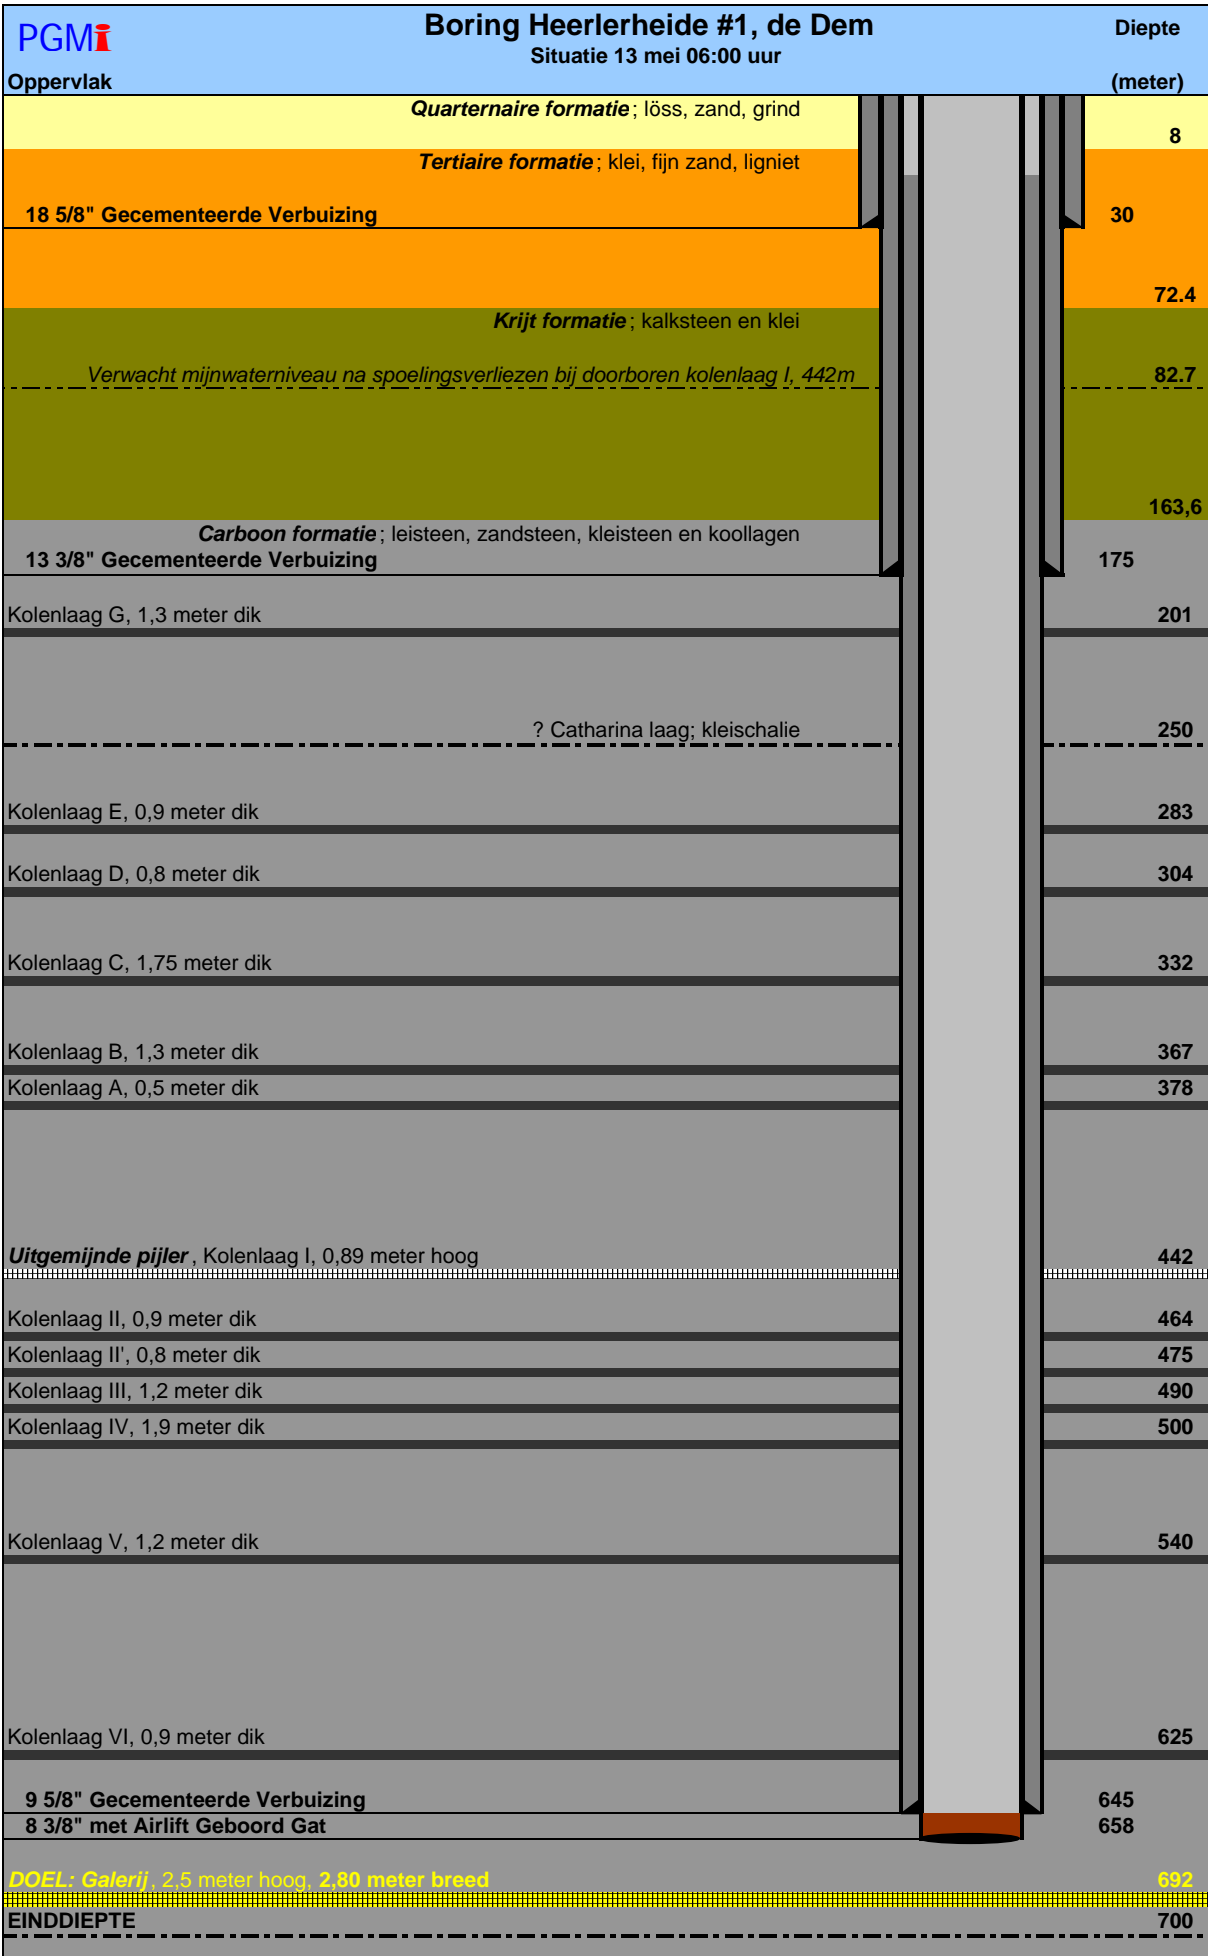 PGMi
Boring Heerlerheide #1, de Dem
Diepte
Situatie 13 mei 06:00 uur
Oppervlak
(meter)
Quarternaire formatie; löss, zand, grind
8
Tertiaire formatie; klei, fijn zand, ligniet
18 5/8" Gecementeerde Verbuizing 30
72.4
Krijt formatie; kalksteen en klei
Verwacht mijnwaterniveau na spoelingsverliezen bij doorboren kolenlaag I, 442m 82.7
163,6
Carboon formatie; leisteen, zandsteen, kleisteen en koollagen
13 3/8" Gecementeerde Verbuizing 175
Kolenlaag G, 1,3 meter dik 201
? Catharina laag; kleischalie 250
Kolenlaag E, 0,9 meter dik 283
Kolenlaag D, 0,8 meter dik 304
Kolenlaag C, 1,75 meter dik 332
Kolenlaag B, 1,3 meter dik 367
Kolenlaag A, 0,5 meter dik 378
Uitgemijnde pijler, Kolenlaag I, 0,89 meter hoog 442
Kolenlaag II, 0,9 meter dik 464
Kolenlaag II', 0,8 meter dik 475
Kolenlaag III, 1,2 meter dik 490
Kolenlaag IV, 1,9 meter dik 500
Kolenlaag V, 1,2 meter dik 540
Kolenlaag VI, 0,9 meter dik 625
9 5/8" Gecementeerde Verbuizing 645
8 3/8" met Airlift Geboord Gat 658
DOEL: Galerij, 2,5 meter hoog, 2,80 meter breed 692
EINDDIEPTE 700